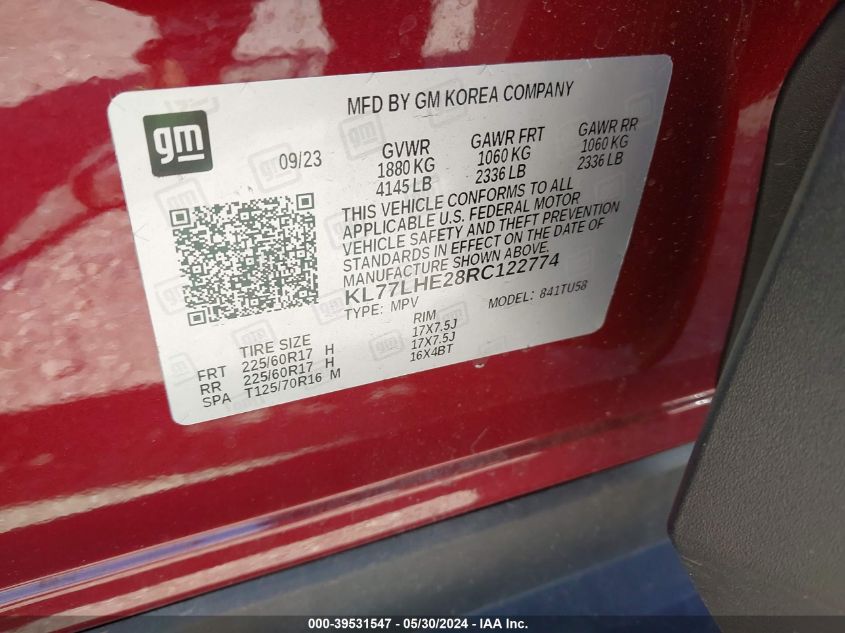 MFD BY GM KOREA COMPANY
gm
09/23
GVWR
1880 KG
4145 LB
GAWR FRT
1060 KG
2336 LB
GAWR RR
1060 KG
2336 LB
THIS VEHICLE CONFORMS TO ALL
APPLICABLE U.S. FEDERAL MOTOR
VEHICLE SAFETY AND THEFT PREVENTION
STANDARDS IN EFFECT ON THE DATE OF
MANUFACTURE SHOWN ABOVE.
KL77LHE28RC122774
TYPE: MPV
MODEL: 841TU58
TIRE SIZE
RIM
FRT 225/60R17 H 17X7.5J
RR 225/60R17 H 17X7.5J
SPA T125/70R16 M 16X4BT
000-39531547 - 05/30/2024 - IAA Inc.